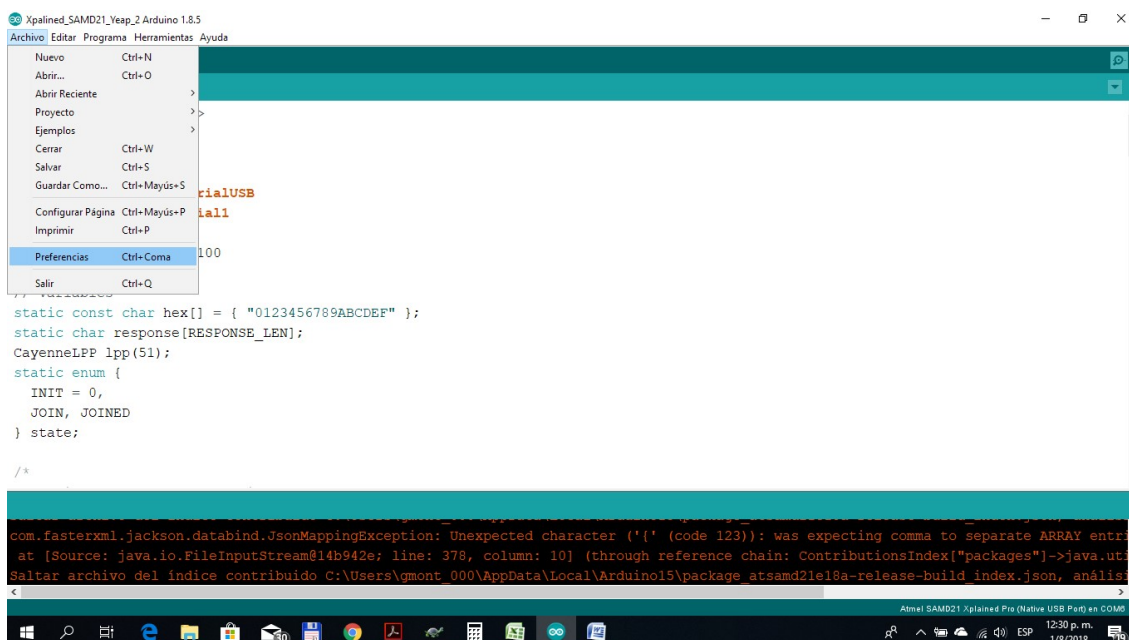 Xpalined_SAMD21_Yeap_2 Arduino 1.8.5
Archivo Editar Programa Herramientas Ayuda
Nuevo Ctrl+N
Abrir... Ctrl+O
Abrir Reciente >
Proyecto >
Ejemplos >
Cerrar Ctrl+W
Salvar Ctrl+S
Guardar Como... Ctrl+Mayús+S
Configurar Página Ctrl+Mayús+P
Imprimir Ctrl+P
Preferencias Ctrl+Coma
Salir Ctrl+Q
>
rialUSB
ial1
100
// Variables
static const char hex[] = { "0123456789ABCDEF" };
static char response[RESPONSE_LEN];
CayenneLPP lpp(51);
static enum {
INIT = 0,
JOIN, JOINED
} state;
/*
com.fasterxml.jackson.databind.JsonMappingException: Unexpected character ('{' (code 123)): was expecting comma to separate ARRAY entri
at [Source: java.io.FileInputStream@14b942e; line: 378, column: 10] (through reference chain: ContributionsIndex["packages"]->java.uti
Saltar archivo del índice contribuido C:\Users\gmont_000\AppData\Local\Arduino15\package_atsamd21e18a-release-build_index.json, análisi
Atmel SAMD21 Xplained Pro (Native USB Port) en COM6
30
ESP
12:30 p. m.
1/8/2018
19